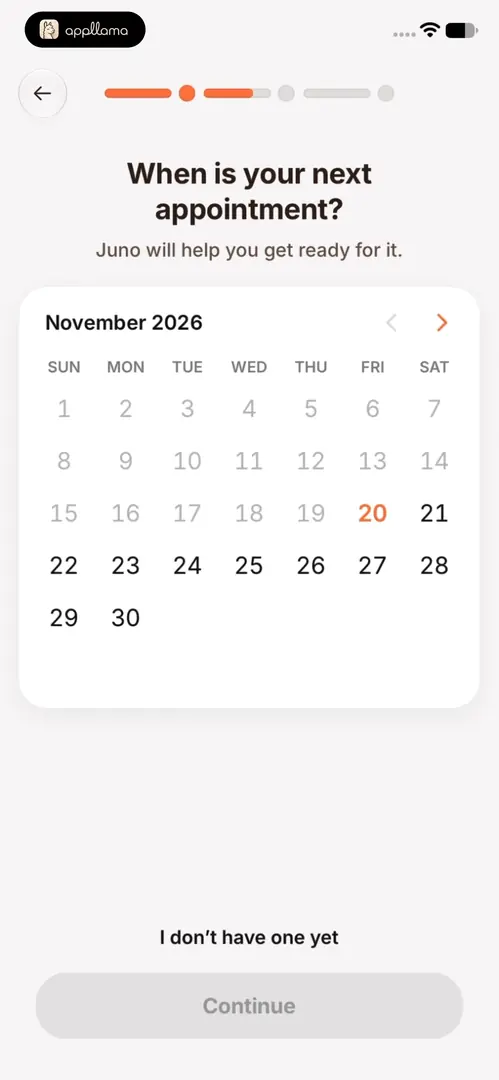 appllama
When is your next
appointment?
Juno will help you get ready for it.
November 2026
SUN MON TUE WED THU FRI SAT
1 2 3 4 5 6 7
8 9 10 11 12 13 14
15 16 17 18 19 20 21
22 23 24 25 26 27 28
29 30
I don’t have one yet
Continue